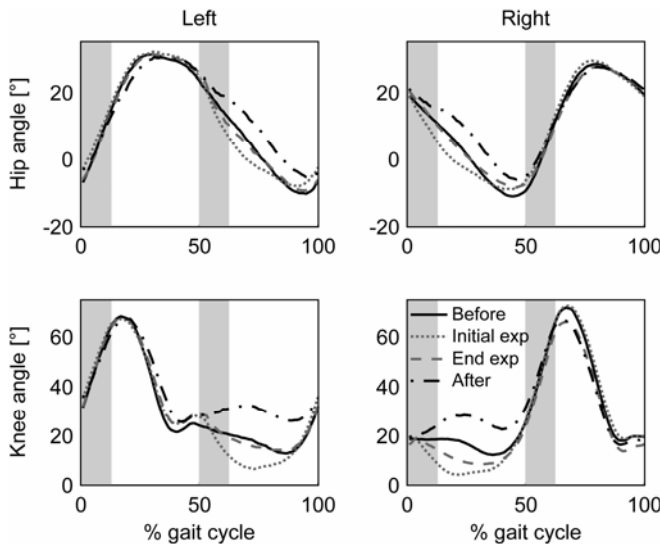 Left
Right
Hip angle [°]
20
0
-20
0
50
100
20
0
-20
0
50
100
Knee angle [°]
60
40
20
0
0
50
100
% gait cycle
60
40
20
0
0
50
100
% gait cycle
Before
Initial exp
End exp
After